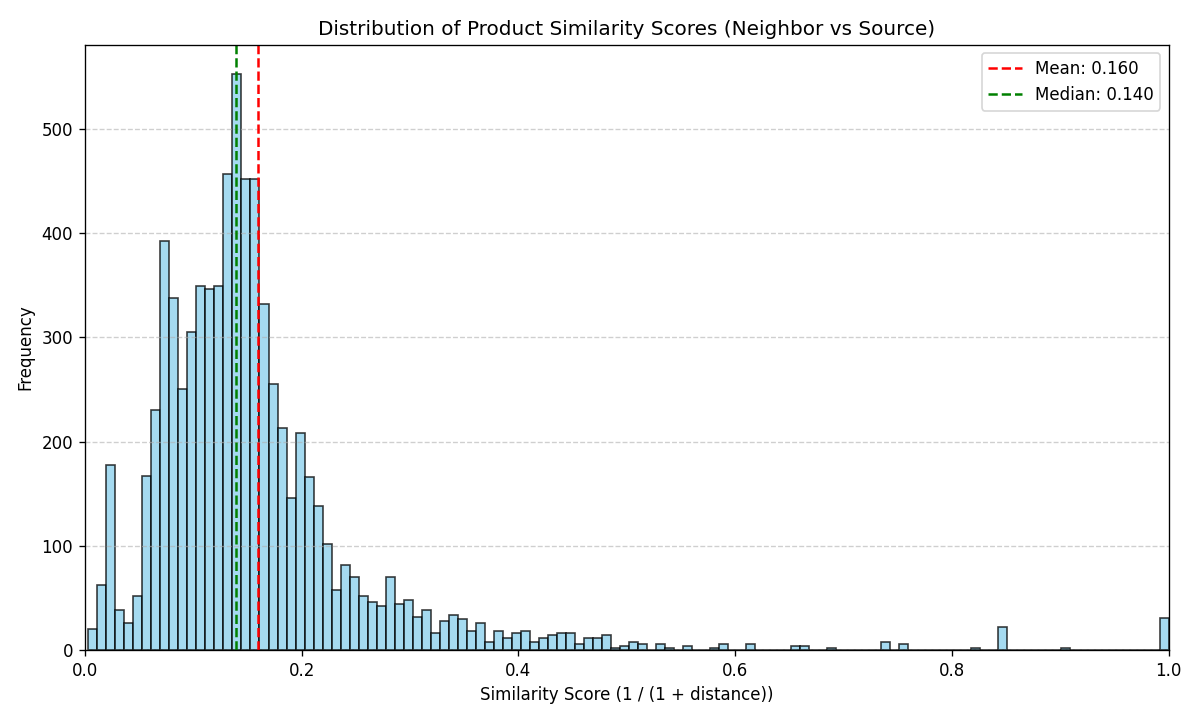 Distribution of Product Similarity Scores (Neighbor vs Source)
Mean: 0.160
Median: 0.140
Frequency
500
400
300
200
100
0
0.0 0.2 0.4 0.6 0.8 1.0
Similarity Score (1 / (1 + distance))